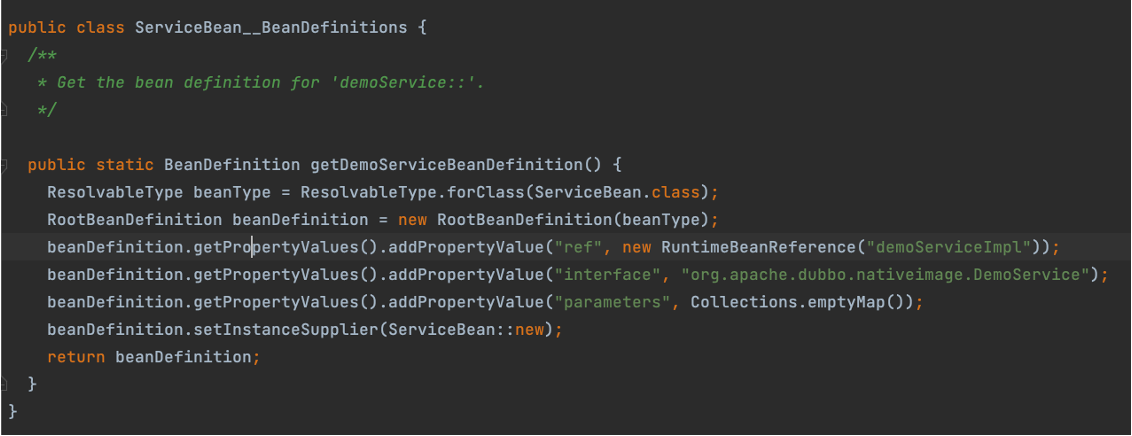 public class ServiceBean__BeanDefinitions {
/**
* Get the bean definition for 'demoService::'.
*/
public static BeanDefinition getDemoServiceBeanDefinition() {
ResolvableType beanType = ResolvableType.forClass(ServiceBean.class);
RootBeanDefinition beanDefinition = new RootBeanDefinition(beanType);
beanDefinition.getPropertyValues().addPropertyValue("ref", new RuntimeBeanReference("demoServiceImpl"));
beanDefinition.getPropertyValues().addPropertyValue("interface", "org.apache.dubbo.nativeimage.DemoService");
beanDefinition.getPropertyValues().addPropertyValue("parameters", Collections.emptyMap());
beanDefinition.setInstanceSupplier(ServiceBean::new);
return beanDefinition;
}
}